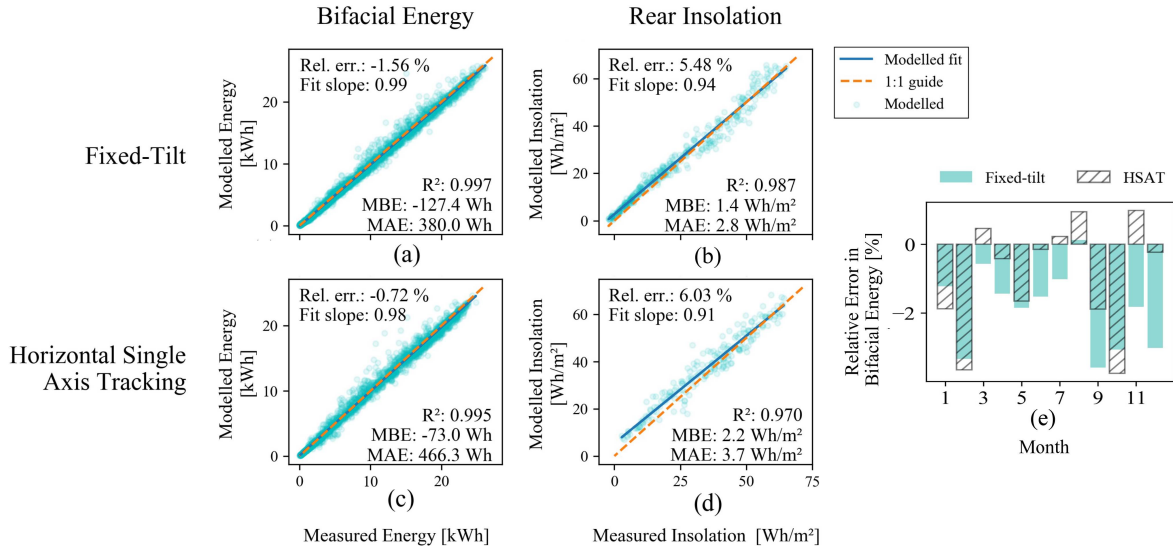 Bifacial Energy
Rear Insolation
Fixed-Tilt
Modelled Energy
[kWh]
20
10
0
Rel. err.: -1.56 %
Fit slope: 0.99
R²: 0.997
MBE: -127.4 Wh
MAE: 380.0 Wh
(a)
Modelled Insolation
[Wh/m²]
60
40
20
0
Rel. err.: 5.48 %
Fit slope: 0.94
R²: 0.987
MBE: 1.4 Wh/m²
MAE: 2.8 Wh/m²
(b)
Modelled fit
1:1 guide
Modelled
Horizontal Single
Axis Tracking
Modelled Energy
[kWh]
20
10
0
Rel. err.: -0.72 %
Fit slope: 0.98
R²: 0.995
MBE: -73.0 Wh
MAE: 466.3 Wh
0 10 20
(c)
Measured Energy [kWh]
Modelled Insolation
[Wh/m²]
60
40
20
0
Rel. err.: 6.03 %
Fit slope: 0.91
R²: 0.970
MBE: 2.2 Wh/m²
MAE: 3.7 Wh/m²
0 25 50 75
(d)
Measured Insolation [Wh/m²]
Fixed-tilt HSAT
Relative Error in
Bifacial Energy [%]
0
−2
1 3 5 7 9 11
(e)
Month